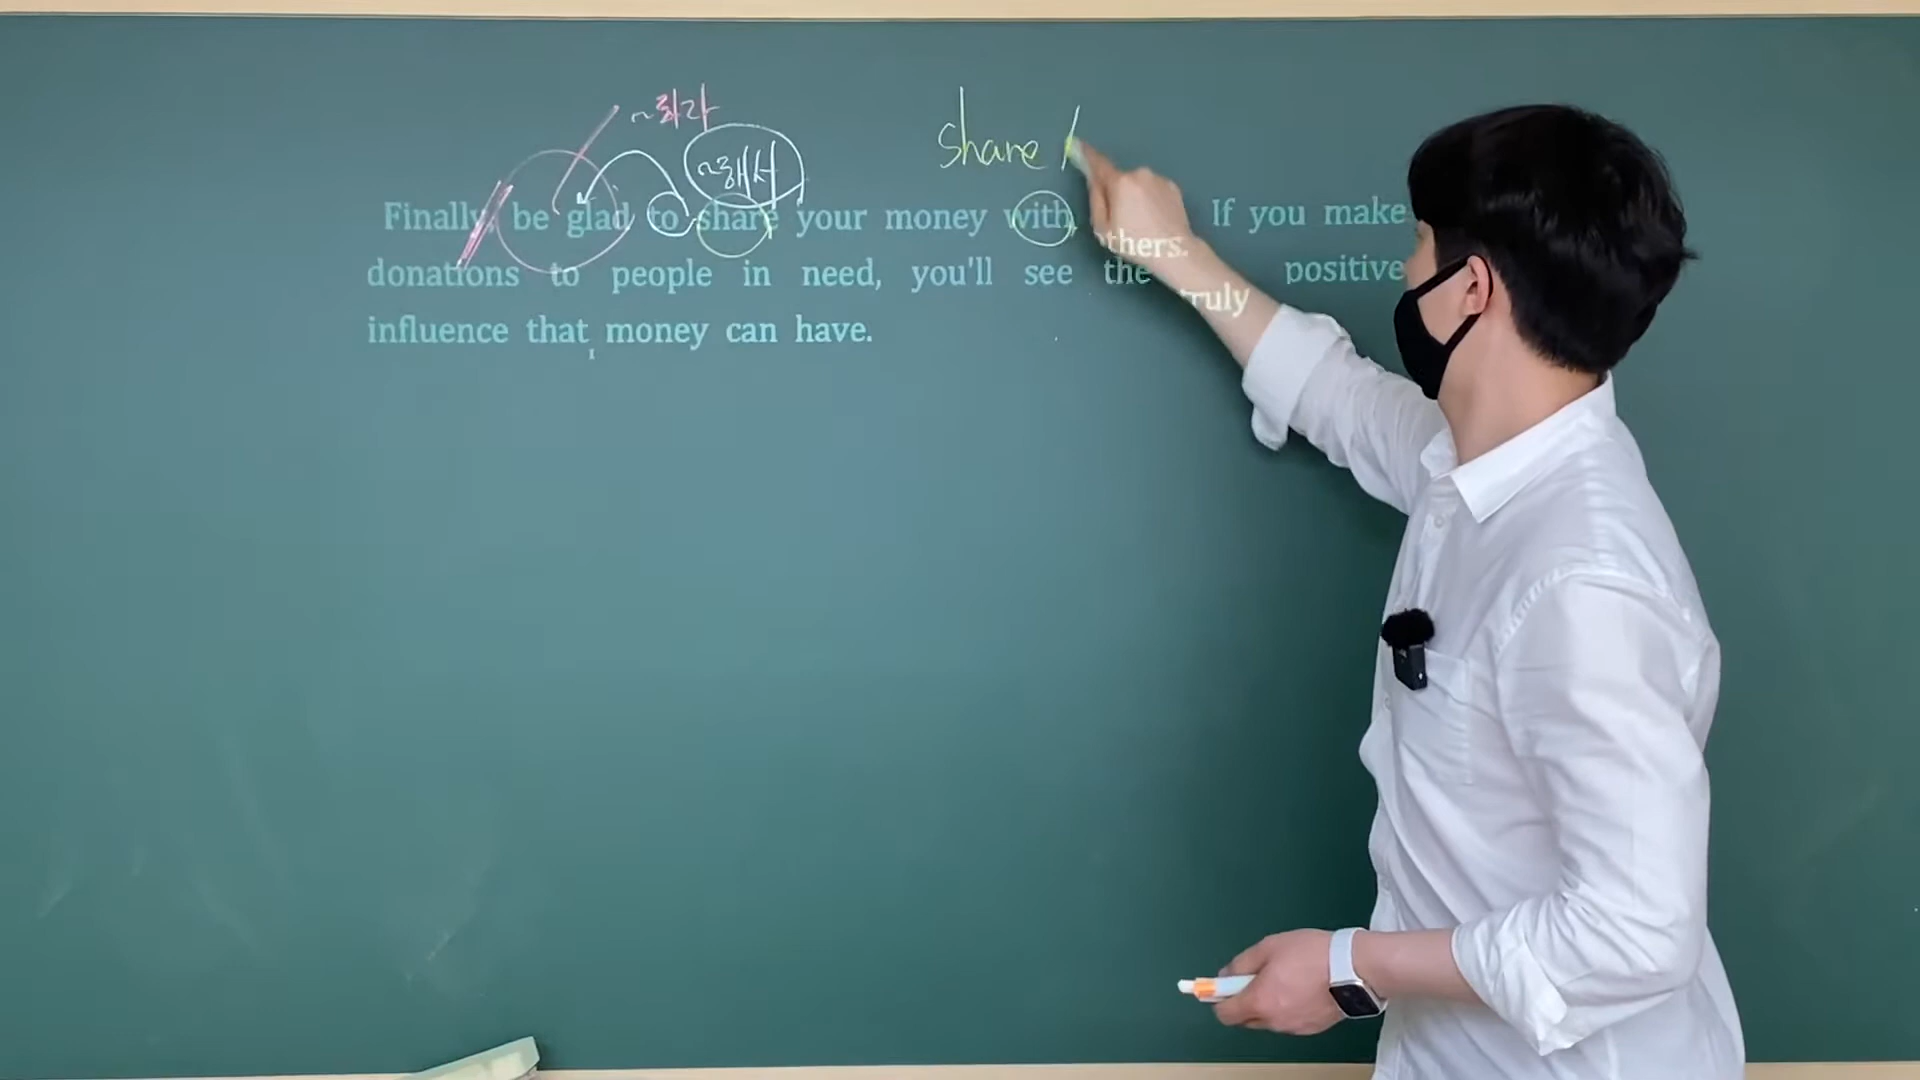 ~하라
~해서
share
Finally, be glad to share your money with others. If you make
donations to people in need, you'll see the truly positive
influence that money can have.